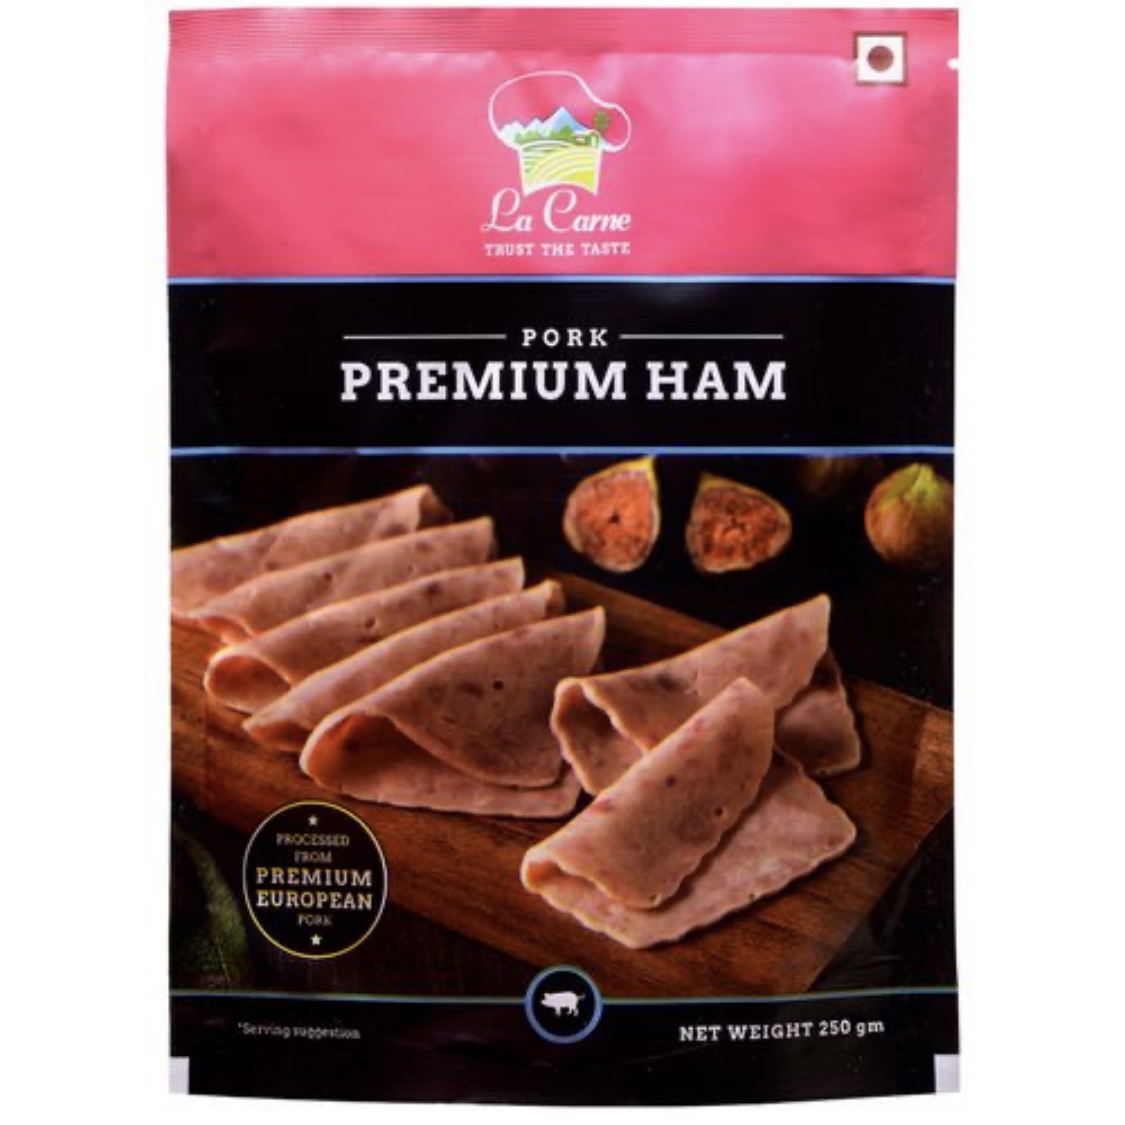 La Carne
TRUST THE TASTE
PORK
PREMIUM HAM
PROCESSED
FROM
PREMIUM
EUROPEAN
PORK
*Serving suggestion
NET WEIGHT 250 gm